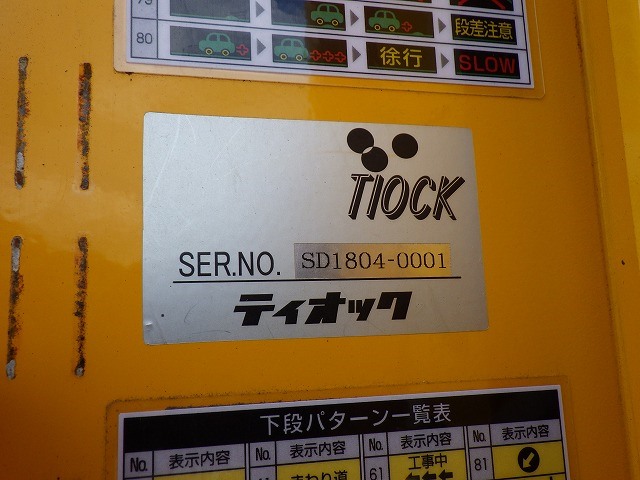 79
段差注意
80
徐行
SLOW
TIOCK
SER.NO. SD1804-0001
ティオック
下段パターン一覧表
No. 表示内容 No. 表示内容 No. 表示内容 No. 表示内容
まわり道 61 工事中 81